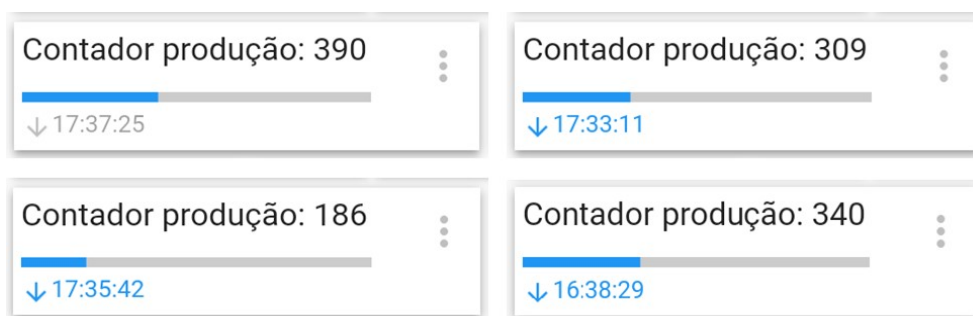 Contador produção: 390
↓ 17:37:25
Contador produção: 309
↓ 17:33:11
Contador produção: 186
↓ 17:35:42
Contador produção: 340
↓ 16:38:29